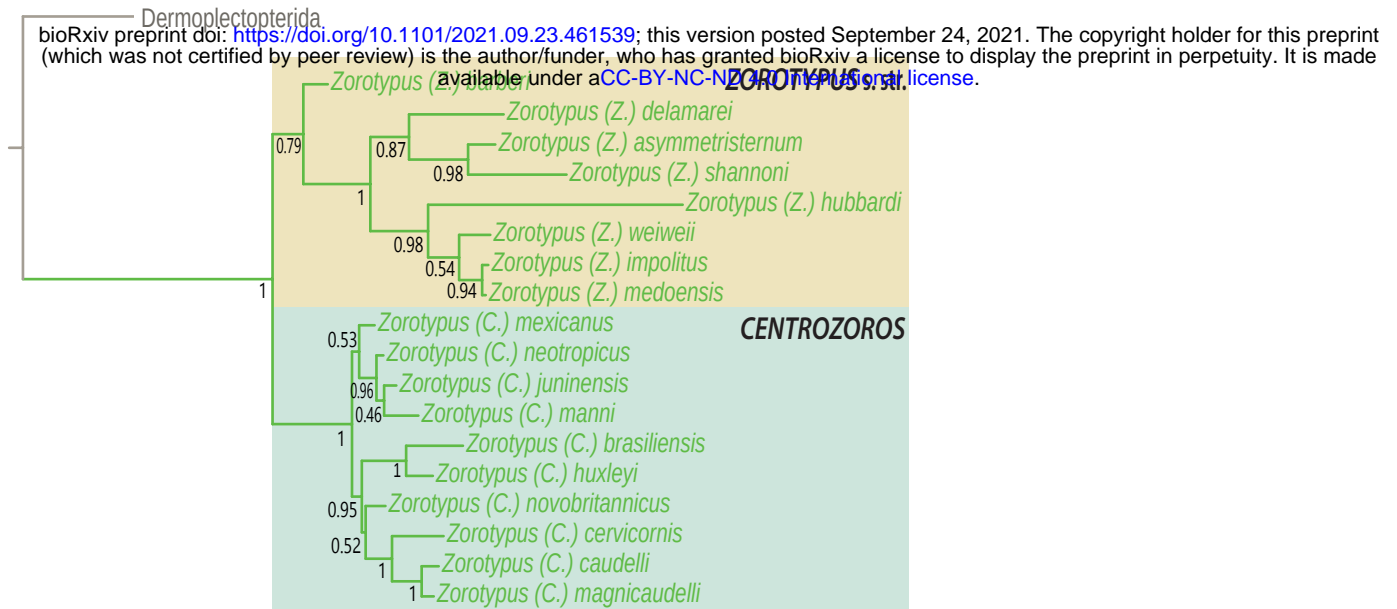 Dermoplectopterida
bioRxiv preprint doi: https://doi.org/10.1101/2021.09.23.461539; this version posted September 24, 2021. The copyright holder for this preprint
(which was not certified by peer review) is the author/funder, who has granted bioRxiv a license to display the preprint in perpetuity. It is made
available under aCC-BY-NC-ND 4.0 International license.
Zorotypus (Z.) barberi
ZOROTYPUS s. str.
Zorotypus (Z.) delamarei
Zorotypus (Z.) asymmetristernum
0.79
0.87
Zorotypus (Z.) shannoni
0.98
1
Zorotypus (Z.) hubbardi
Zorotypus (Z.) weiweii
0.98
Zorotypus (Z.) impolitus
0.54
Zorotypus (Z.) medoensis
0.94
1
Zorotypus (C.) mexicanus
CENTROZOROS
0.53
Zorotypus (C.) neotropicus
Zorotypus (C.) juninensis
0.96
Zorotypus (C.) manni
0.46
1
Zorotypus (C.) brasiliensis
Zorotypus (C.) huxleyi
1
Zorotypus (C.) novobritannicus
0.95
Zorotypus (C.) cervicornis
0.52
Zorotypus (C.) caudelli
1
Zorotypus (C.) magnicaudelli
1